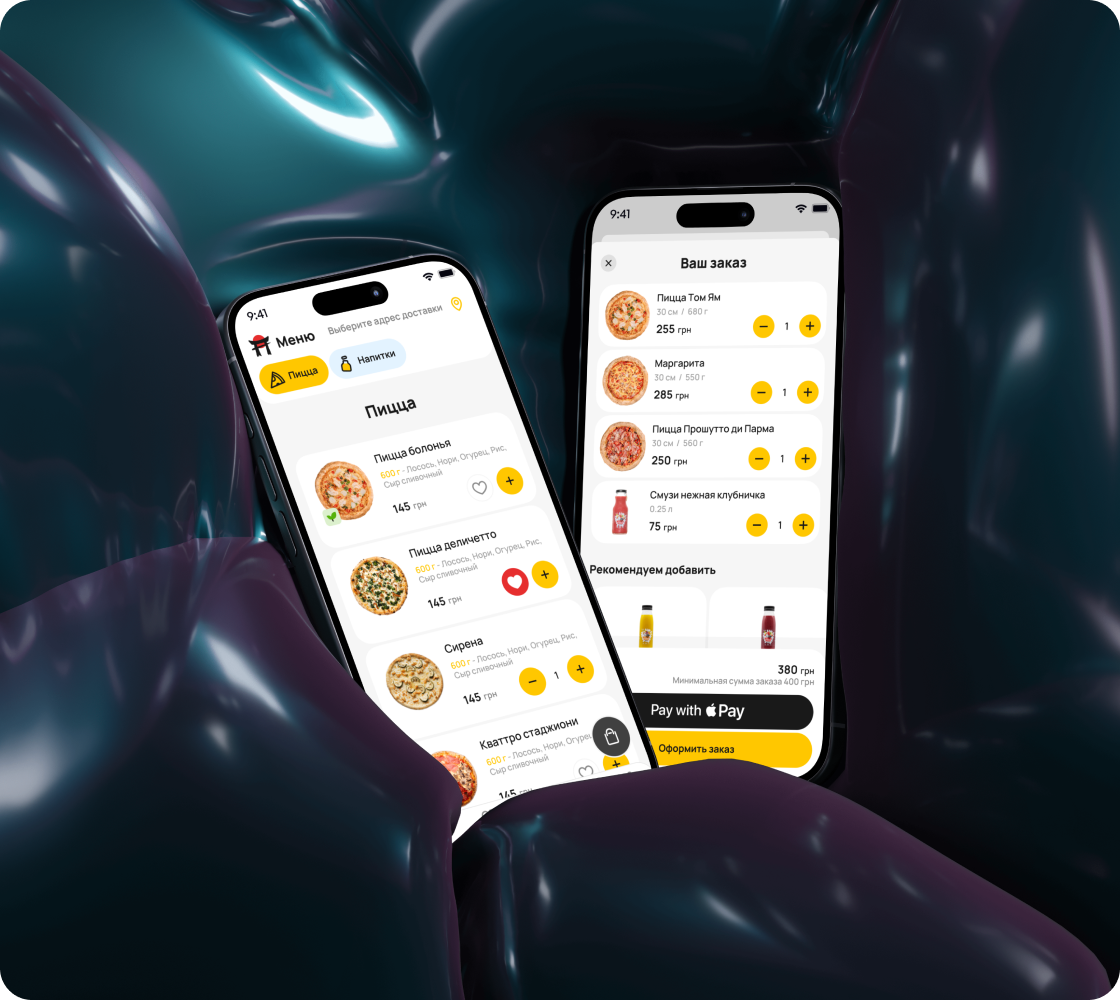 9:41
Меню
Выберите адрес доставки
Пицца
Напитки
Пицца
Пицца болонья
600 г - Лосось, Нори, Огурец, Рис,
Сыр сливочный
145 грн
Пицца деличетто
600 г - Лосось, Нори, Огурец, Рис,
Сыр сливочный
145 грн
Сирена
600 г - Лосось, Нори, Огурец, Рис,
Сыр сливочный
145 грн
1
Кваттро стаджиони
600 г - Лосось, Нори, Огурец
Сыр сливочный
145 грн
9:41
Ваш заказ
Пицца Том Ям
30 см / 680 г
255 грн
1
Маргарита
30 см / 550 г
285 грн
1
Пицца Прошутто ди Парма
30 см / 560 г
250 грн
1
Смузи нежная клубничка
0.25 л
75 грн
1
Рекомендуем добавить
380 грн
Минимальная сумма заказа 400 грн
Pay with Pay
Оформить заказ